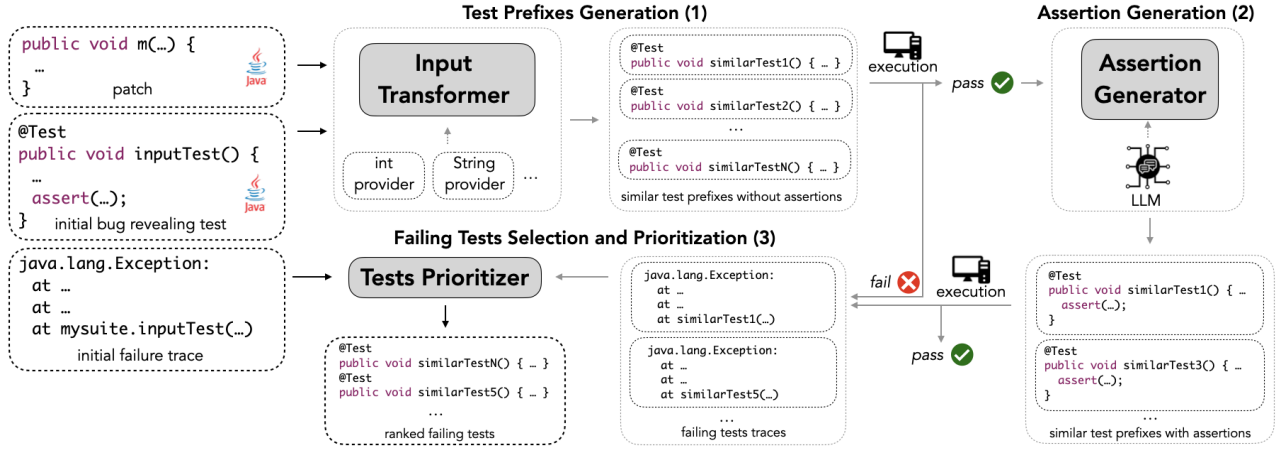 Test Prefixes Generation (1)
Assertion Generation (2)
public void m(…) {
…
}
Java
patch
@Test
public void inputTest() {
…
assert(…);
}
Java
initial bug revealing test
java.lang.Exception:
at …
at …
at mysuite.inputTest(…)
initial failure trace
Input
Transformer
int
provider
String
provider
…
@Test
public void similarTest1() { … }
@Test
public void similarTest2() { … }
…
@Test
public void similarTestN() { … }
similar test prefixes without assertions
execution
pass
Assertion
Generator
LLM
Failing Tests Selection and Prioritization (3)
Tests Prioritizer
@Test
public void similarTestN() { … }
@Test
public void similarTest5() { … }
…
ranked failing tests
java.lang.Exception:
at …
at …
at similarTest1(…)
java.lang.Exception:
at …
at …
at similarTest5(…)
…
failing tests traces
fail
execution
pass
@Test
public void similarTest1() { …
assert(…);
}
@Test
public void similarTest3() { …
assert(…);
}
…
similar test prefixes with assertions